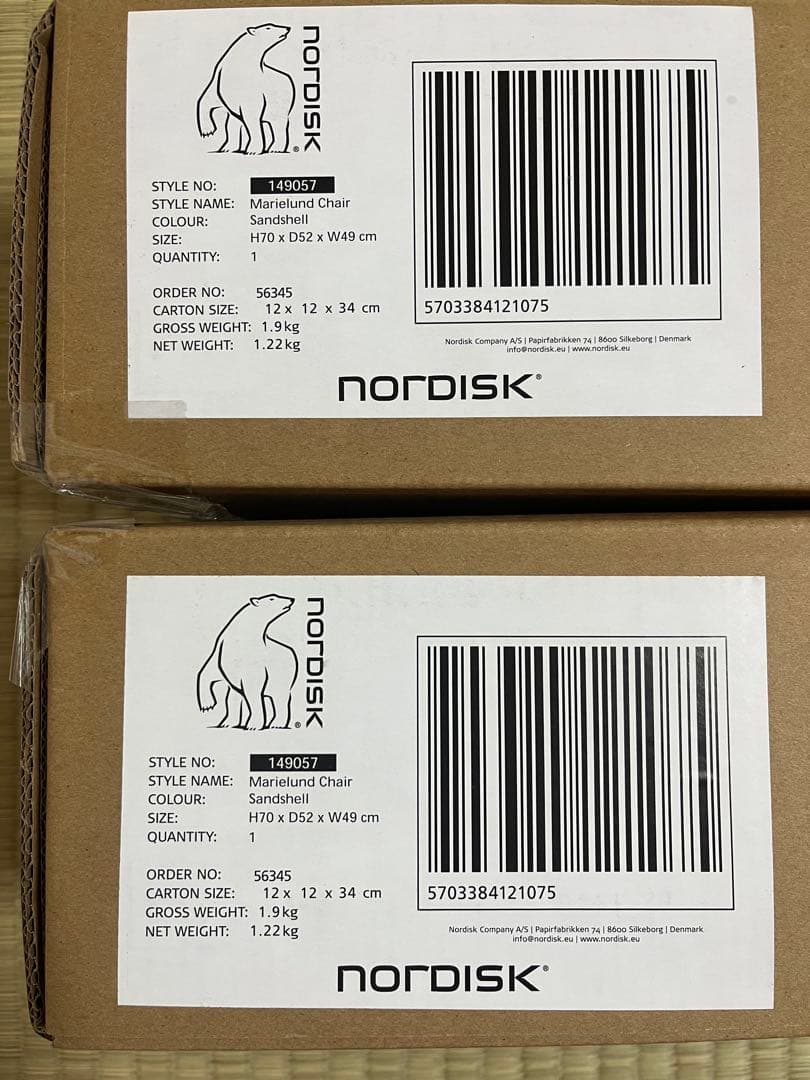 NORDISK®
STYLE NO: 149057
STYLE NAME: Marielund Chair
COLOUR: Sandshell
SIZE: H70 x D52 x W49 cm
QUANTITY: 1
ORDER NO: 56345
CARTON SIZE: 12 x 12 x 34 cm
GROSS WEIGHT: 1.9kg
NET WEIGHT: 1.22kg
5703384121075
Nordisk Company A/S | Papirfabrikken 74 | 8600 Silkeborg | Denmark
info@nordisk.eu | www.nordisk.eu
NORDISK®
NORDISK®
STYLE NO: 149057
STYLE NAME: Marielund Chair
COLOUR: Sandshell
SIZE: H70 x D52 x W49 cm
QUANTITY: 1
ORDER NO: 56345
CARTON SIZE: 12 x 12 x 34 cm
GROSS WEIGHT: 1.9kg
NET WEIGHT: 1.22kg
5703384121075
Nordisk Company A/S | Papirfabrikken 74 | 8600 Silkeborg | Denmark
info@nordisk.eu | www.nordisk.eu
NORDISK®